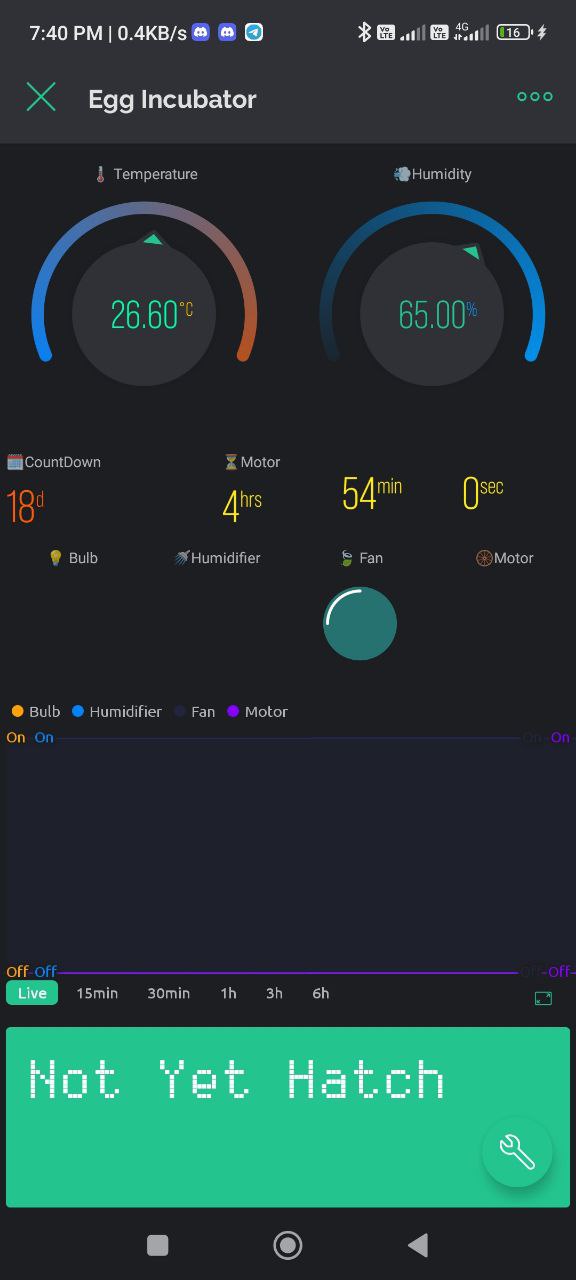 7:40 PM | 0.4KB/s Vo LTE Vo LTE 4G 16
Egg Incubator
Temperature Humidity
26.60°C 65.00%
CountDown Motor
18d 4hrs 54min 0sec
Bulb Humidifier Fan Motor
Bulb Humidifier Fan Motor
On On On On
Off Off Off Off
Live 15min 30min 1h 3h 6h
Not Yet Hatch